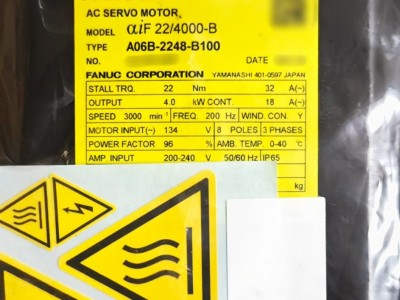 AC SERVO MOTOR
MODEL αiF 22/4000-B
TYPE A06B-2248-B100
NO. DATE
FANUC CORPORATION YAMANASHI 401-0597 JAPAN
STALL TRQ. 22 Nm 32 A(~)
OUTPUT 4.0 kW CONT. 18 A(~)
SPEED 3000 min⁻¹ FREQ. 200 Hz WIND. CON. Y
MOTOR INPUT(~) 134 V 8 POLES 3 PHASES
POWER FACTOR 96 % AMB. TEMP. 0-40 °C
AMP. INPUT 200-240 V 50/60 Hz IP65
kg